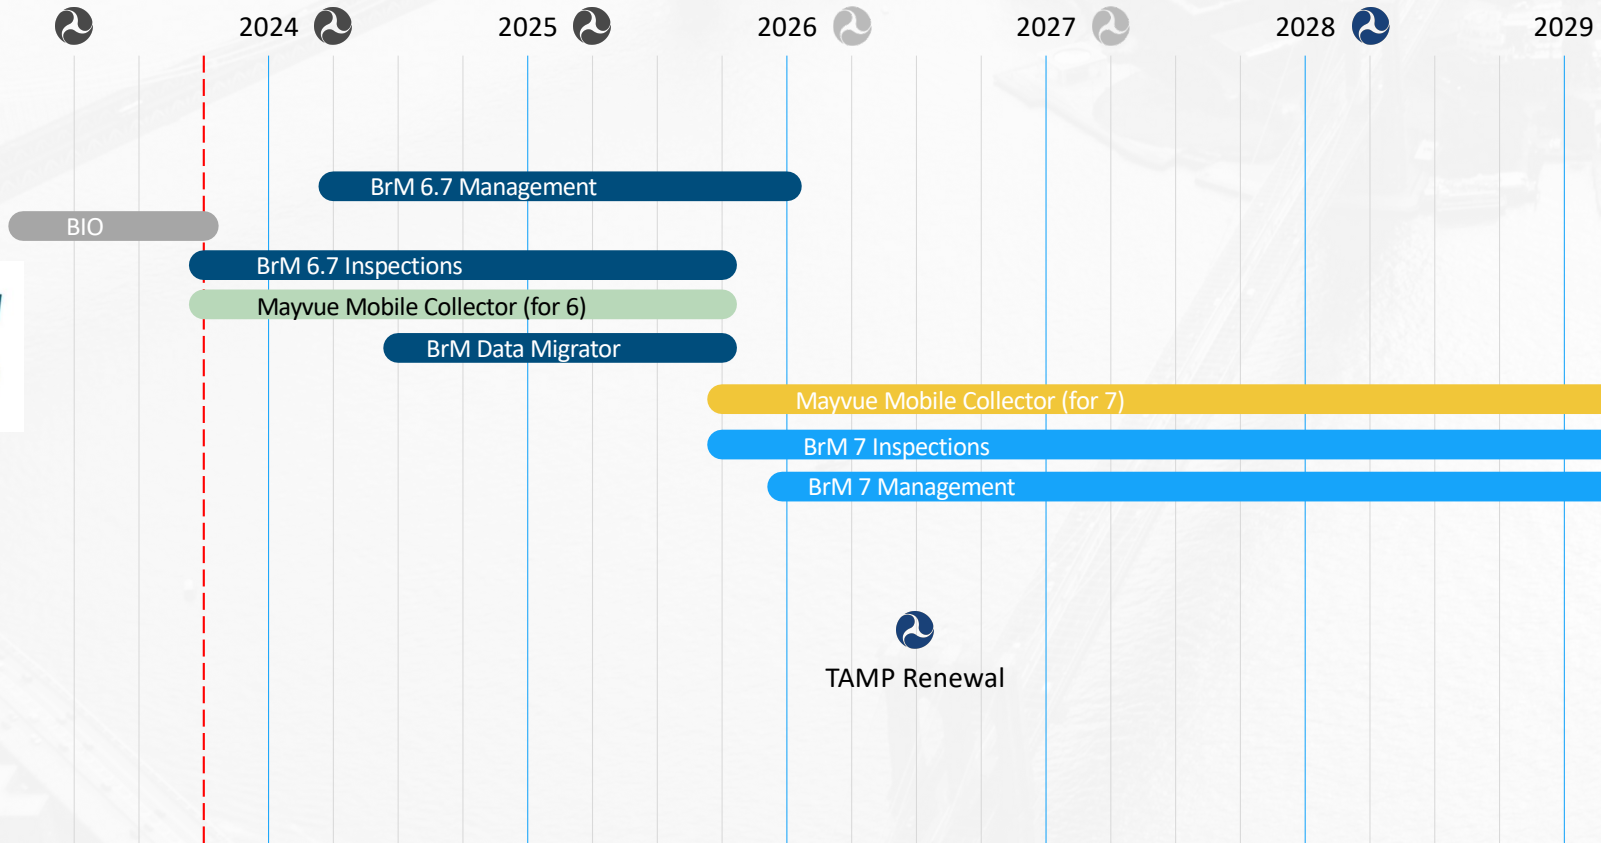 2024
2025
2026
2027
2028
2029
BrM 6.7 Management
BIO
BrM 6.7 Inspections
Mayvue Mobile Collector (for 6)
BrM Data Migrator
Mayvue Mobile Collector (for 7)
BrM 7 Inspections
BrM 7 Management
TAMP Renewal